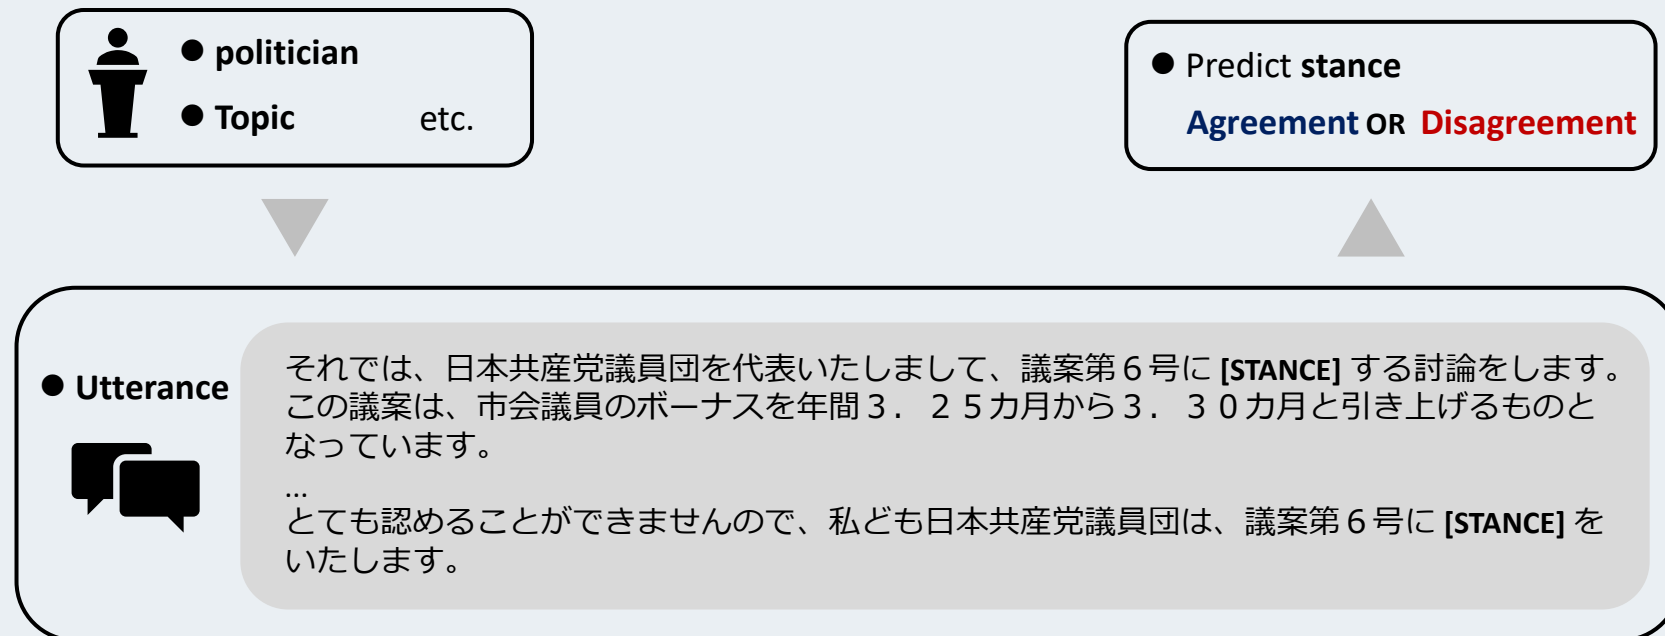 ● politician
● Topic etc.
● Predict stance
Agreement OR Disagreement
● Utterance
それでは、日本共産党議員団を代表いたしまして、議案第６号に [STANCE] する討論をします。
この議案は、市会議員のボーナスを年間３．２５カ月から３．３０カ月と引き上げるものと
なっています。
...
とても認めることができませんので、私ども日本共産党議員団は、議案第６号に [STANCE] を
いたします。